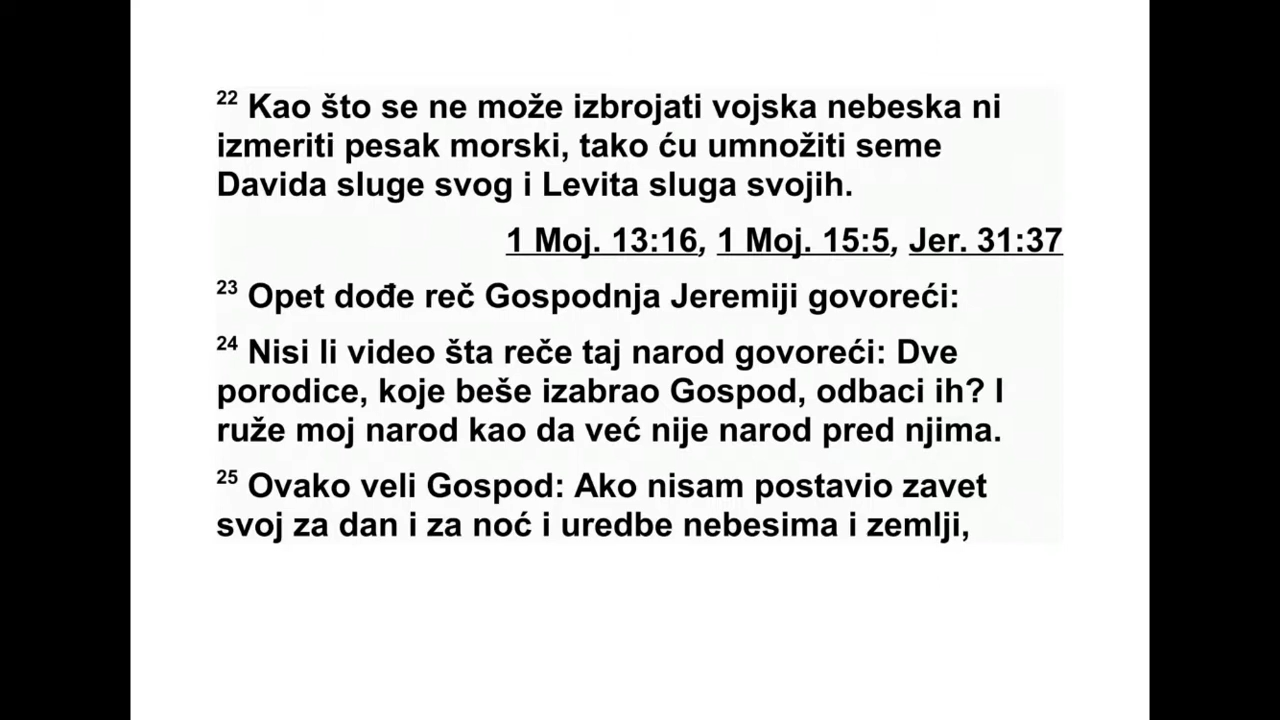 22 Kao što se ne može izbrojati vojska nebeska ni
izmeriti pesak morski, tako ću umnožiti seme
Davida sluge svog i Levita sluga svojih.
1 Moj. 13:16, 1 Moj. 15:5, Jer. 31:37
23 Opet dođe reč Gospodnja Jeremiji govoreći:
24 Nisi li video šta reče taj narod govoreći: Dve
porodice, koje beše izabrao Gospod, odbaci ih? I
ruže moj narod kao da već nije narod pred njima.
25 Ovako veli Gospod: Ako nisam postavio zavet
svoj za dan i za noć i uredbe nebesima i zemlji,